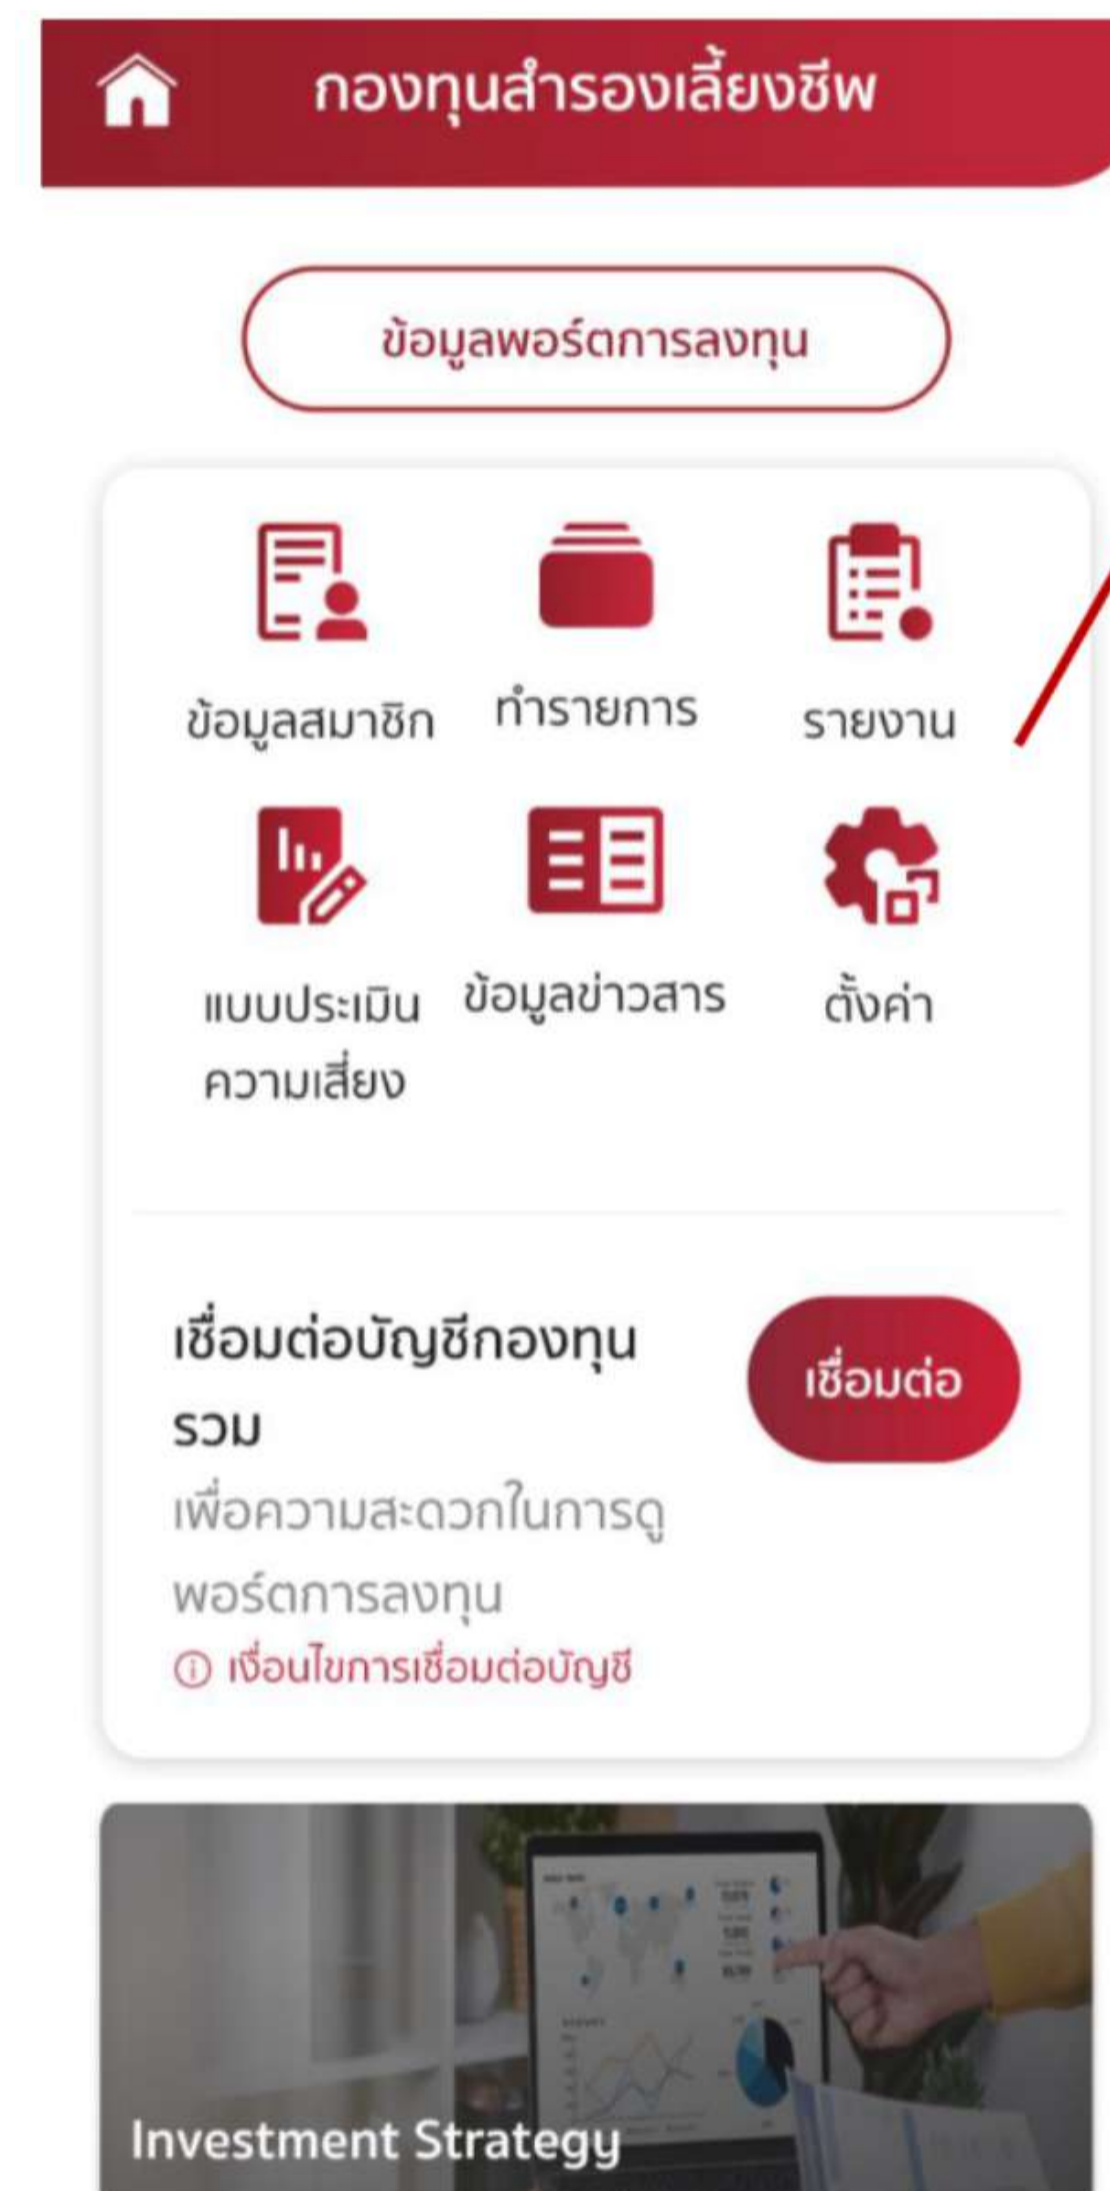 กองทุนสำรองเลี้ยงชีพ
ข้อมูลพอร์ตการลงทุน
ข้อมูลสมาชิก ทำรายการ รายงาน
แบบประเมิน ข้อมูลข่าวสาร ตั้งค่า
ความเสี่ยง
เชื่อมต่อบัญชีกองทุน
รวม
เชื่อมต่อ
เพื่อความสะดวกในการดู
พอร์ตการลงทุน
เงื่อนไขการเชื่อมต่อบัญชี
Investment Strategy